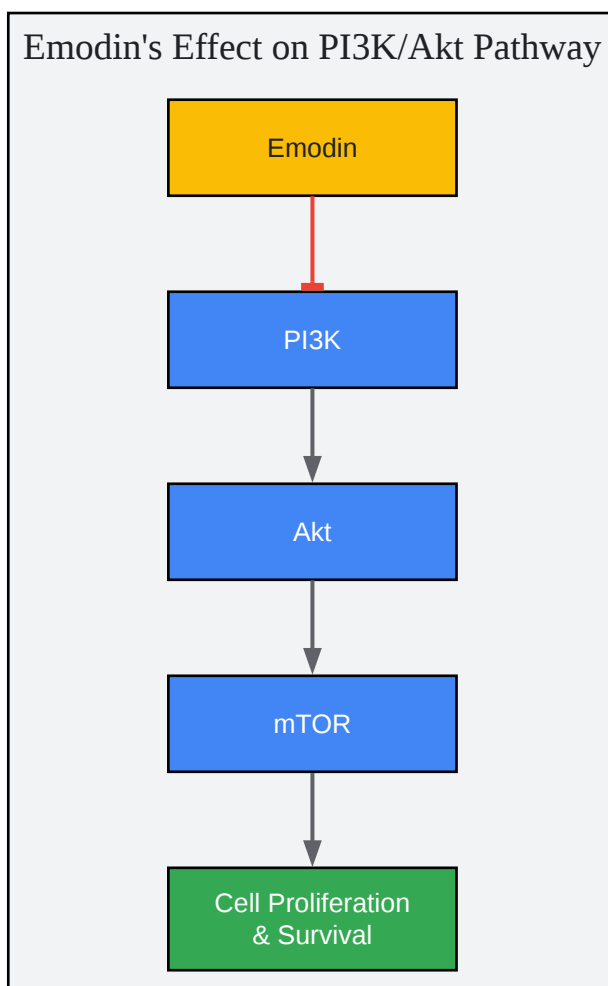 Emodin's Effect on PI3K/Akt Pathway
Emodin
PI3K
Akt
mTOR
Cell Proliferation
& Survival